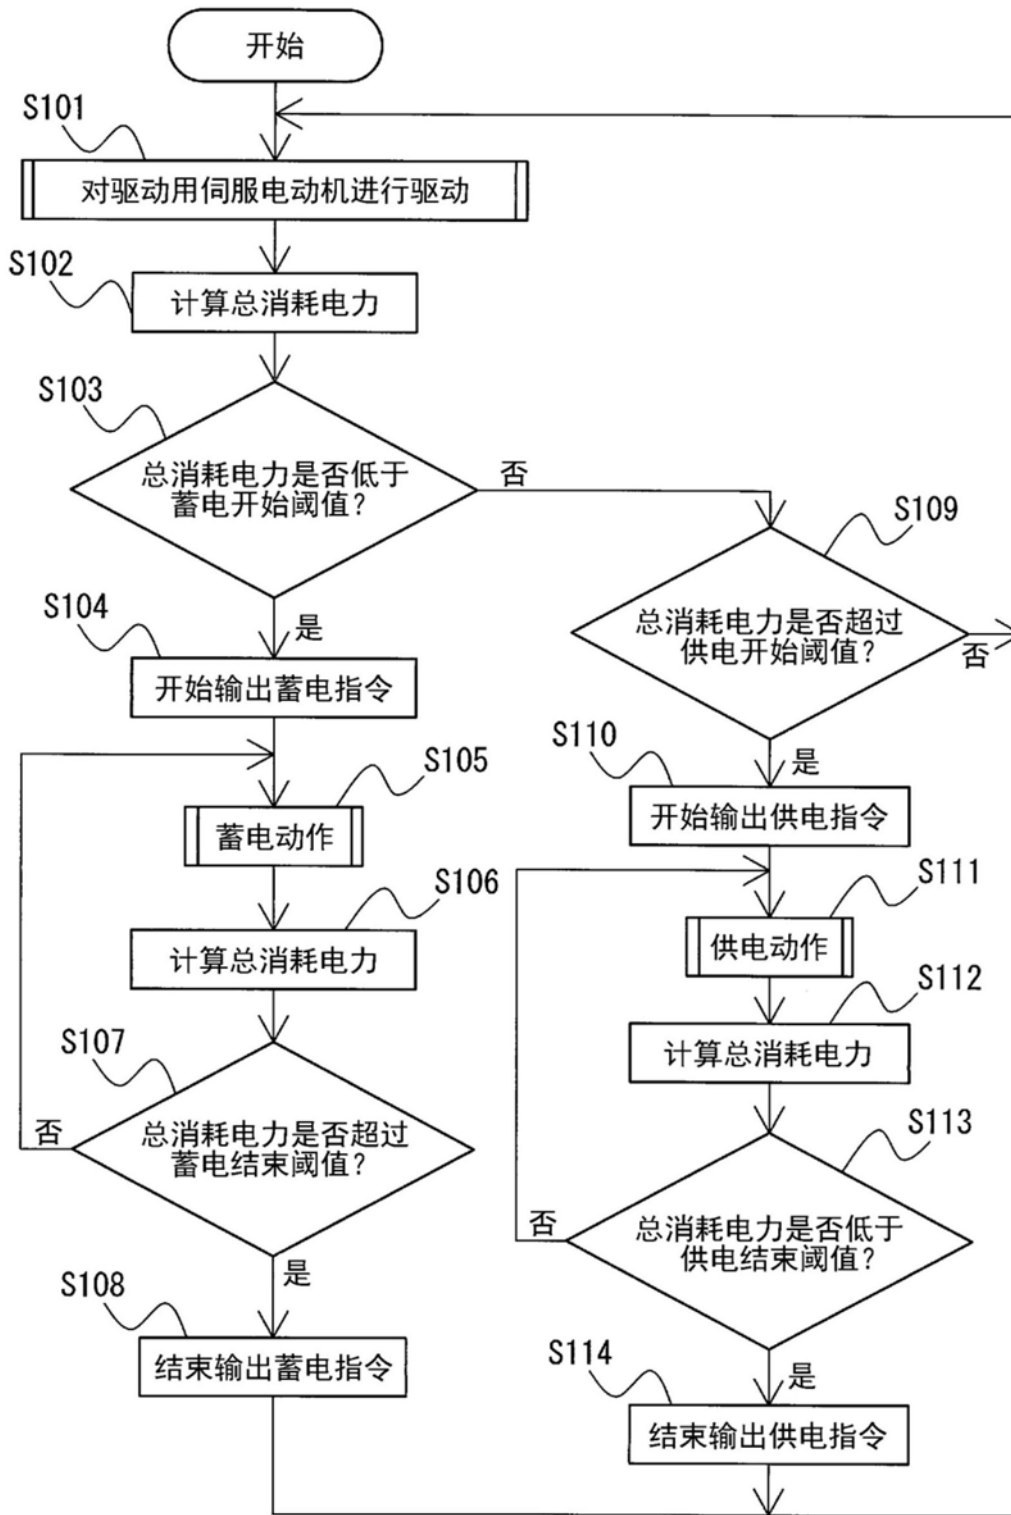 开始
S101
对驱动用伺服电动机进行驱动
S102
计算总消耗电力
S103
总消耗电力是否低于
蓄电开始阈值?
否
S109
总消耗电力是否超过
供电开始阈值?
否
S104
是
开始输出蓄电指令
S110
是
开始输出供电指令
S105
蓄电动作
S111
供电动作
S106
计算总消耗电力
S112
计算总消耗电力
S107
总消耗电力是否超过
蓄电结束阈值?
否
S113
总消耗电力是否低于
供电结束阈值?
否
是
S108
结束输出蓄电指令
S114
是
结束输出供电指令